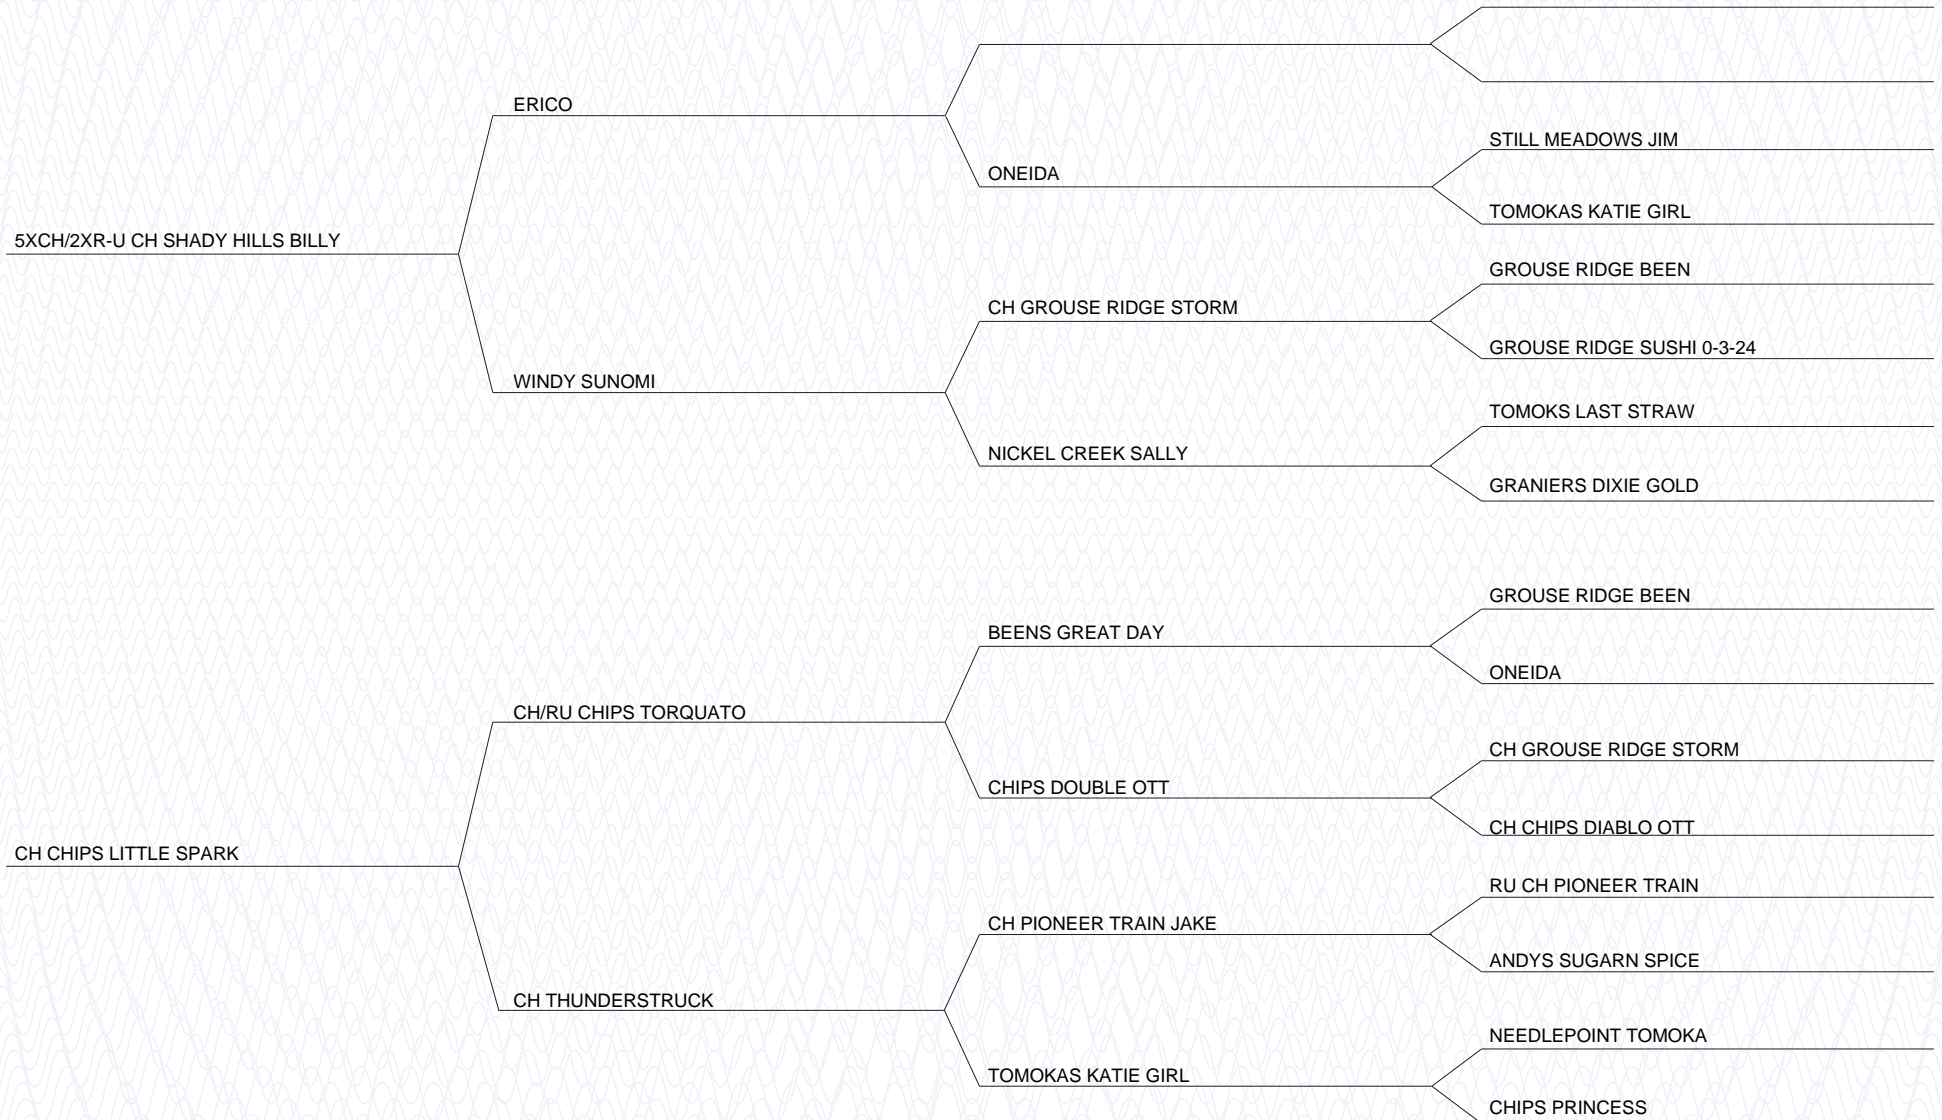 ERICO
STILL MEADOWS JIM
ONEIDA
TOMOKAS KATIE GIRL
5XCH/2XR-U CH SHADY HILLS BILLY
GROUSE RIDGE BEEN
CH GROUSE RIDGE STORM
GROUSE RIDGE SUSHI 0-3-24
WINDY SUNOMI
TOMOKS LAST STRAW
NICKEL CREEK SALLY
GRANIERS DIXIE GOLD
GROUSE RIDGE BEEN
BEENS GREAT DAY
ONEIDA
CH/RU CHIPS TORQUATO
CH GROUSE RIDGE STORM
CHIPS DOUBLE OTT
CH CHIPS DIABLO OTT
CH CHIPS LITTLE SPARK
RU CH PIONEER TRAIN
CH PIONEER TRAIN JAKE
ANDYS SUGARN SPICE
CH THUNDERSTRUCK
NEEDLEPOINT TOMOKA
TOMOKAS KATIE GIRL
CHIPS PRINCESS